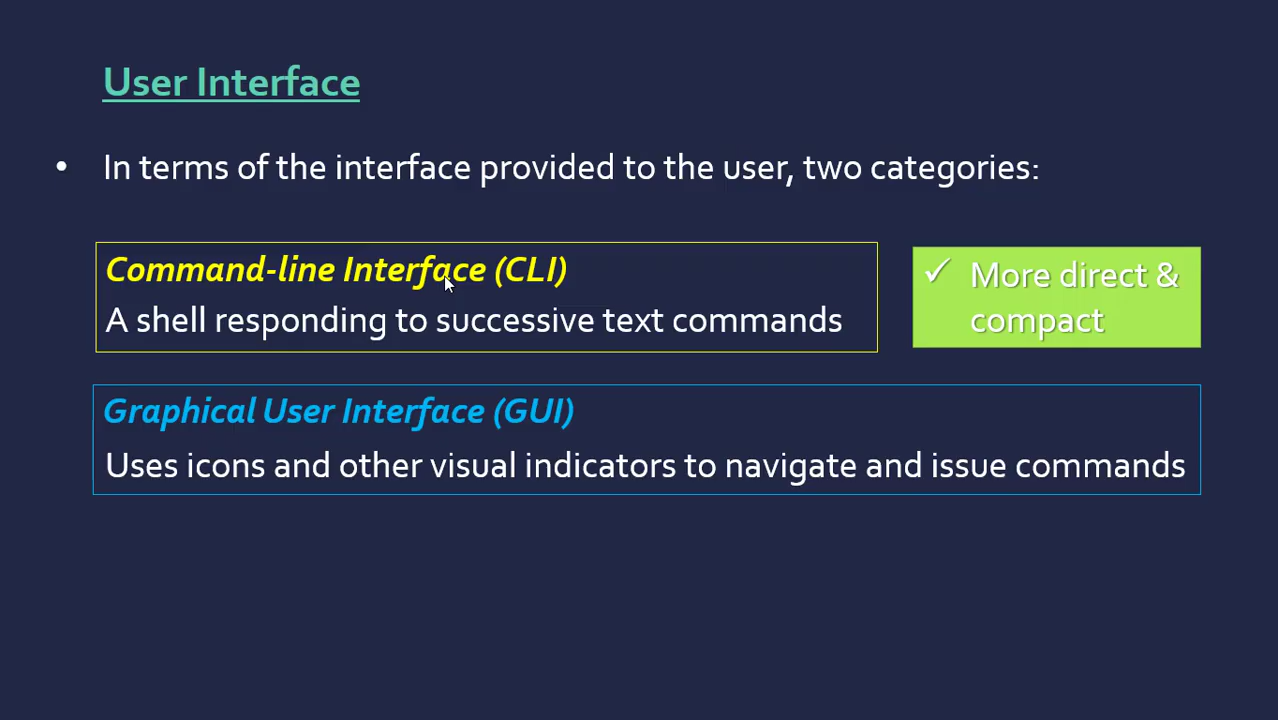 User Interface
• In terms of the interface provided to the user, two categories:
Command-line Interface (CLI)
A shell responding to successive text commands
✓ More direct &
compact
Graphical User Interface (GUI)
Uses icons and other visual indicators to navigate and issue commands